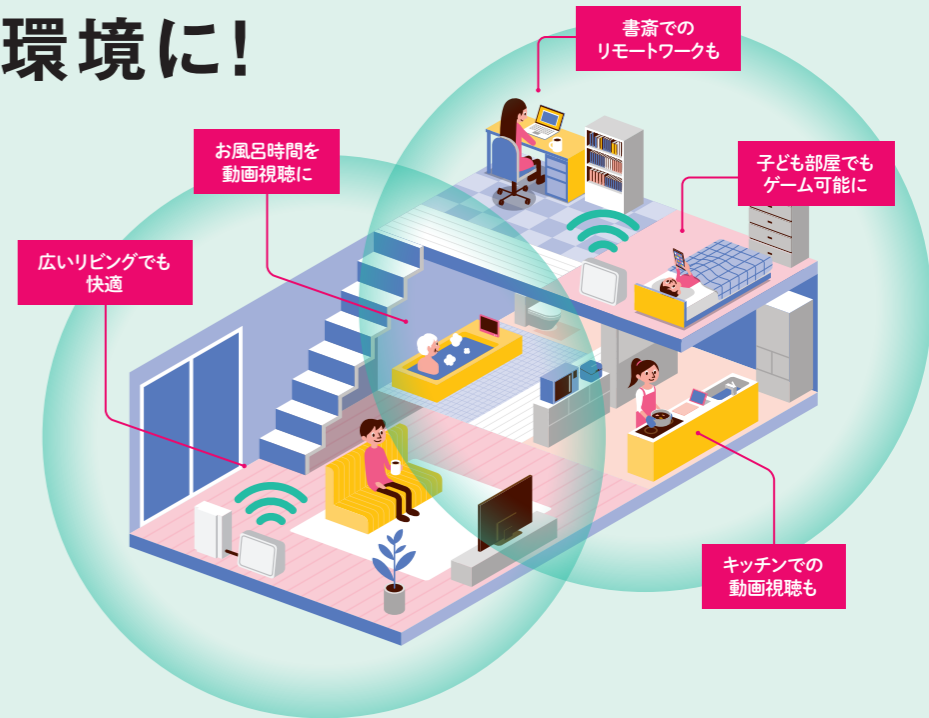 環境に!
書斎での
リモートワークも
お風呂時間を
動画視聴に
子ども部屋でも
ゲーム可能に
広いリビングでも
快適
キッチンでの
動画視聴も